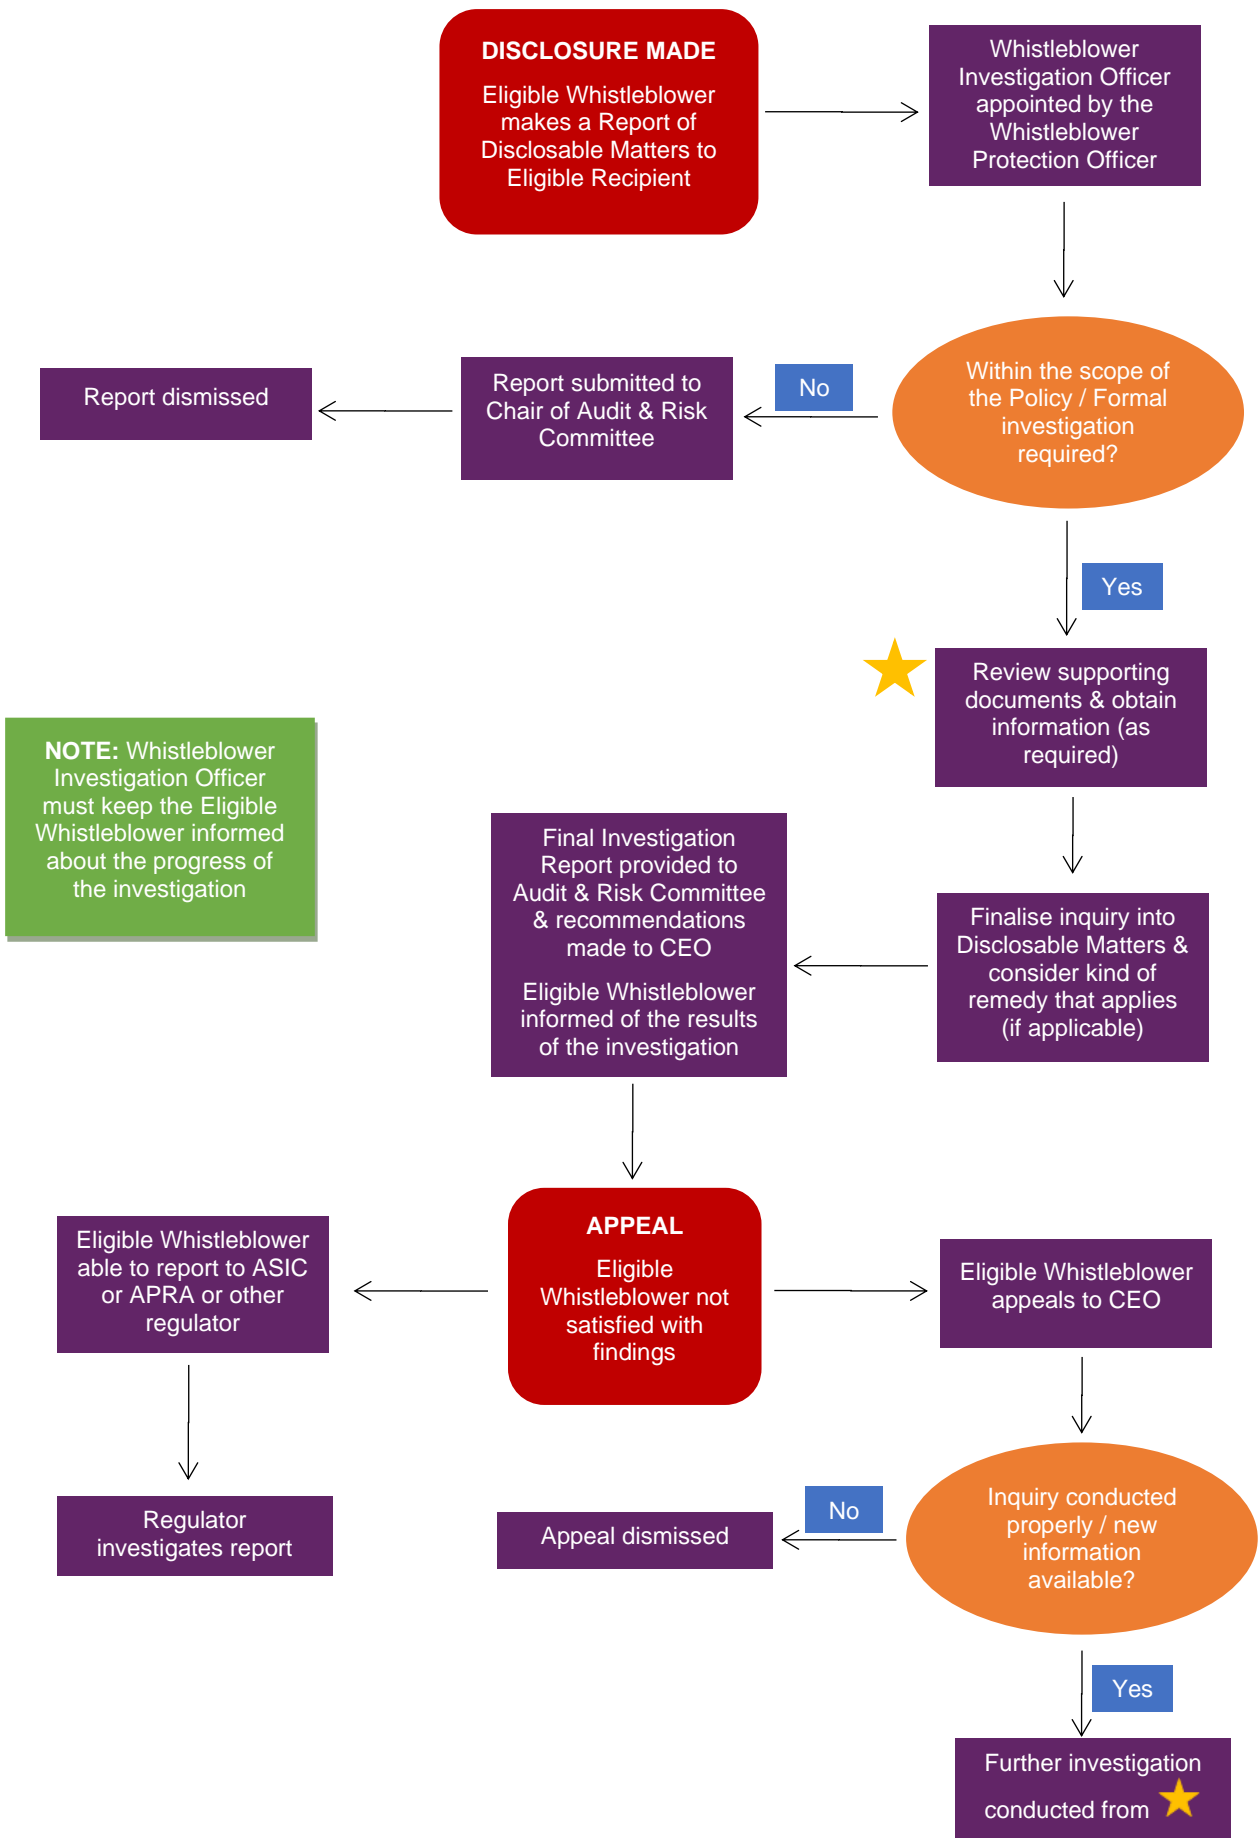 DISCLOSURE MADE
Eligible Whistleblower
makes a Report of
Disclosable Matters to
Eligible Recipient
Whistleblower
Investigation Officer
appointed by the
Whistleblower
Protection Officer
Within the scope of
the Policy / Formal
investigation
required?
No
Report submitted to
Chair of Audit & Risk
Committee
Report dismissed
Yes
Review supporting
documents & obtain
information (as
required)
NOTE: Whistleblower
Investigation Officer
must keep the Eligible
Whistleblower informed
about the progress of
the investigation
Finalise inquiry into
Disclosable Matters &
consider kind of
remedy that applies
(if applicable)
Final Investigation
Report provided to
Audit & Risk Committee
& recommendations
made to CEO
Eligible Whistleblower
informed of the results
of the investigation
APPEAL
Eligible
Whistleblower not
satisfied with
findings
Eligible Whistleblower
able to report to ASIC
or APRA or other
regulator
Regulator
investigates report
Eligible Whistleblower
appeals to CEO
Inquiry conducted
properly / new
information
available?
No
Appeal dismissed
Yes
Further investigation
conducted from